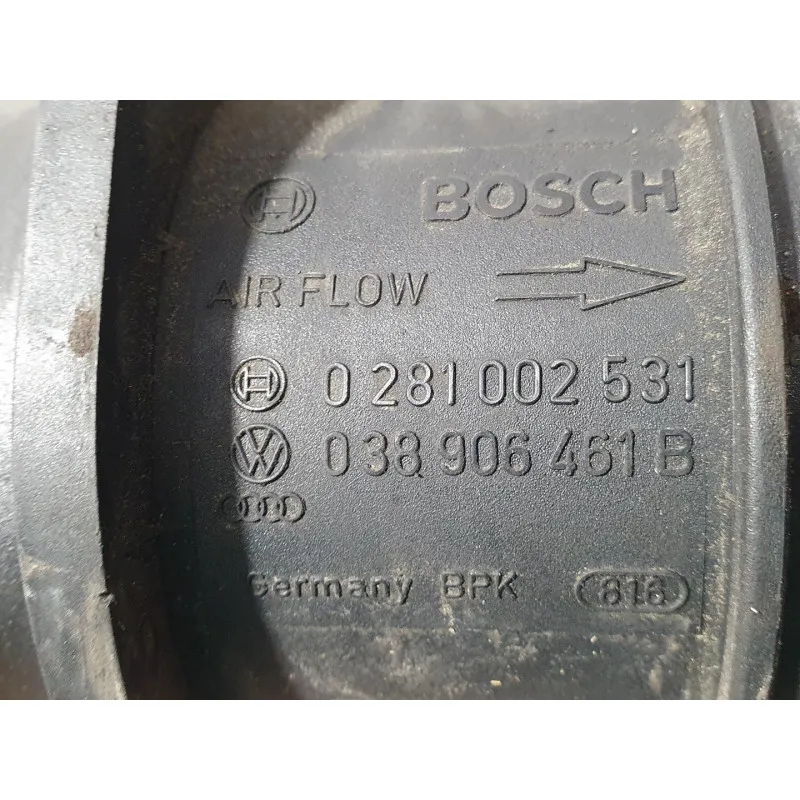 BOSCH
AIR FLOW
0 281 002 531
038 906 461 B
Germany BPK 816